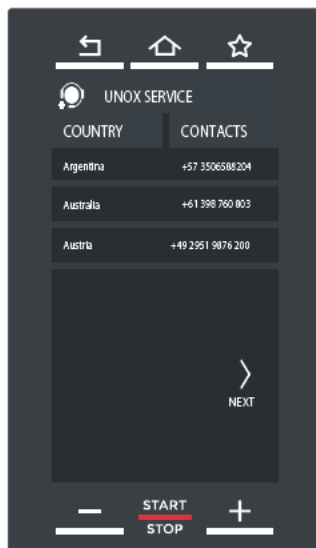 UNOX SERVICE
COUNTRY CONTACTS
Argentina +57 3506588204
Australia +61 398 760 803
Austria +49 2951 9876 200
NEXT
START
STOP